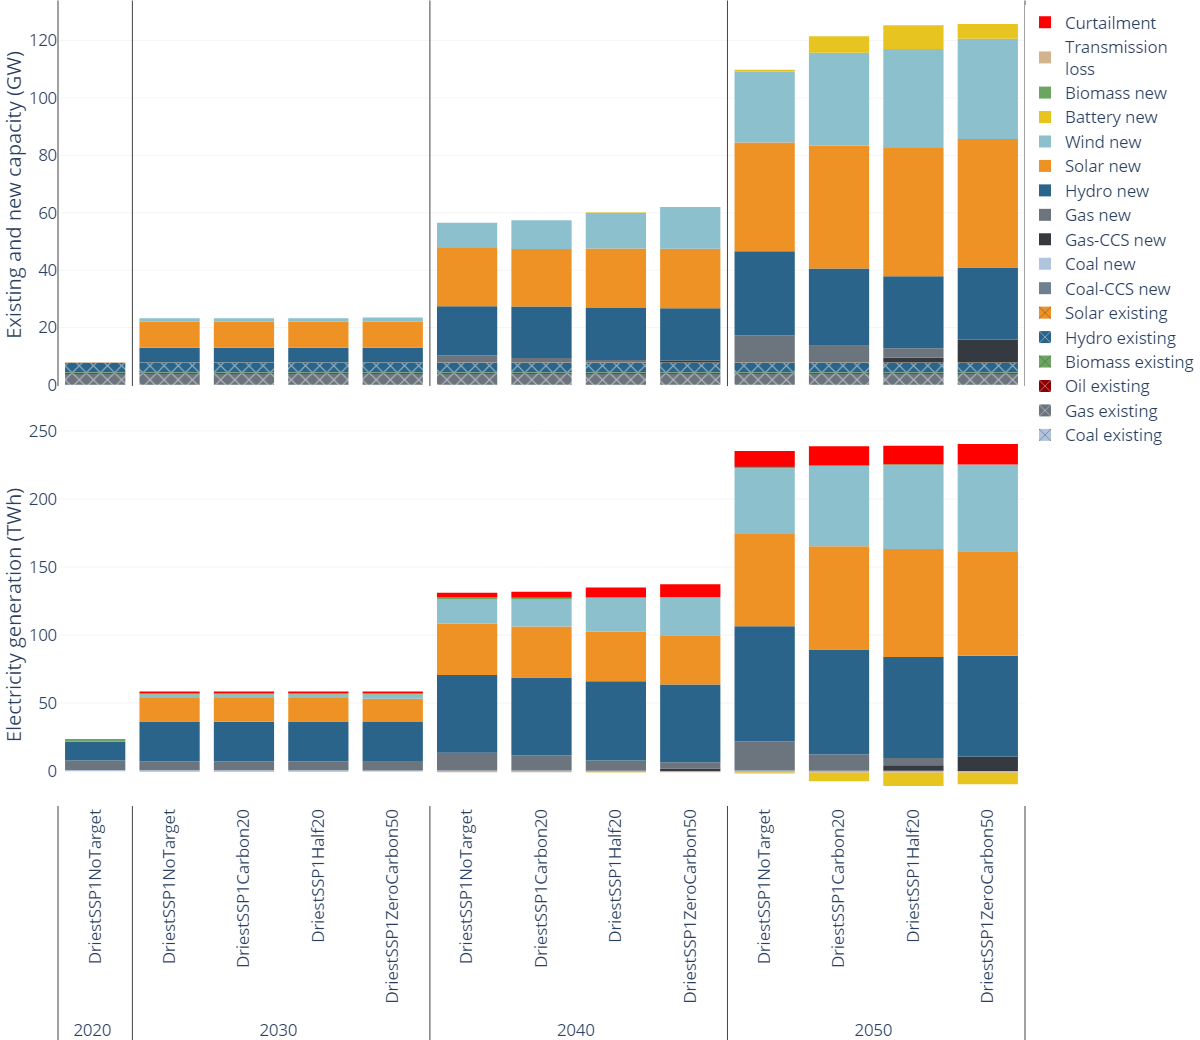 Existing and new capacity (GW)
120
100
80
60
40
20
0
Curtailment
Transmission
loss
Biomass new
Battery new
Wind new
Solar new
Hydro new
Gas new
Gas-CCS new
Coal new
Coal-CCS new
Solar existing
Hydro existing
Biomass existing
Oil existing
Gas existing
Coal existing
Electricity generation (TWh)
250
200
150
100
50
0
DriestSSP1NoTarget
DriestSSP1NoTarget
DriestSSP1Carbon20
DriestSSP1Half20
DriestSSP1ZeroCarbon50
DriestSSP1NoTarget
DriestSSP1Carbon20
DriestSSP1Half20
DriestSSP1ZeroCarbon50
DriestSSP1NoTarget
DriestSSP1Carbon20
DriestSSP1Half20
DriestSSP1ZeroCarbon50
2020
2030
2040
2050